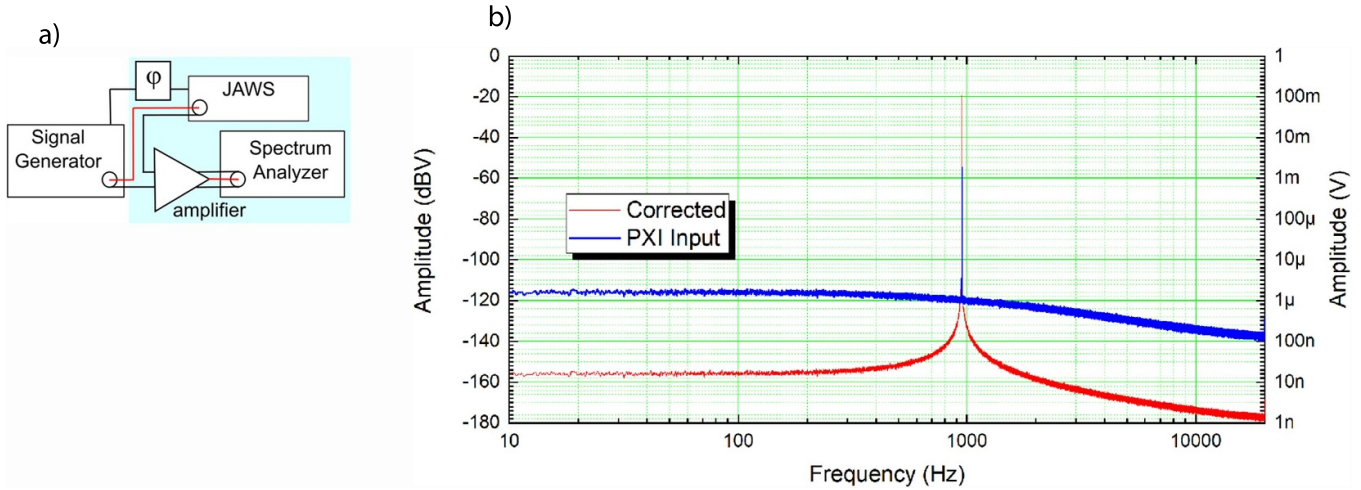 a)
φ
JAWS
Signal
Generator
Spectrum
Analyzer
amplifier
b)
Amplitude (dBV)
0
-20
-40
-60
-80
-100
-120
-140
-160
-180
Corrected
PXI Input
1
100m
10m
1m
100µ
10µ
1µ
100n
10n
1n
Amplitude (V)
10
100
1000
10000
Frequency (Hz)